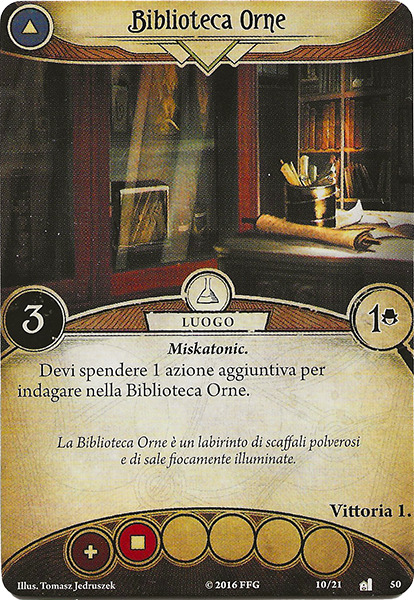 Biblioteca Orne
3
LUOGO
1
Miskatonic.
Devi spendere 1 azione aggiuntiva per
indagare nella Biblioteca Orne.
La Biblioteca Orne è un labirinto di scaffali polverosi
e di sale fiocamente illuminate.
Vittoria 1.
Illus. Tomasz Jedruszek
© 2016 FFG
10/21
50